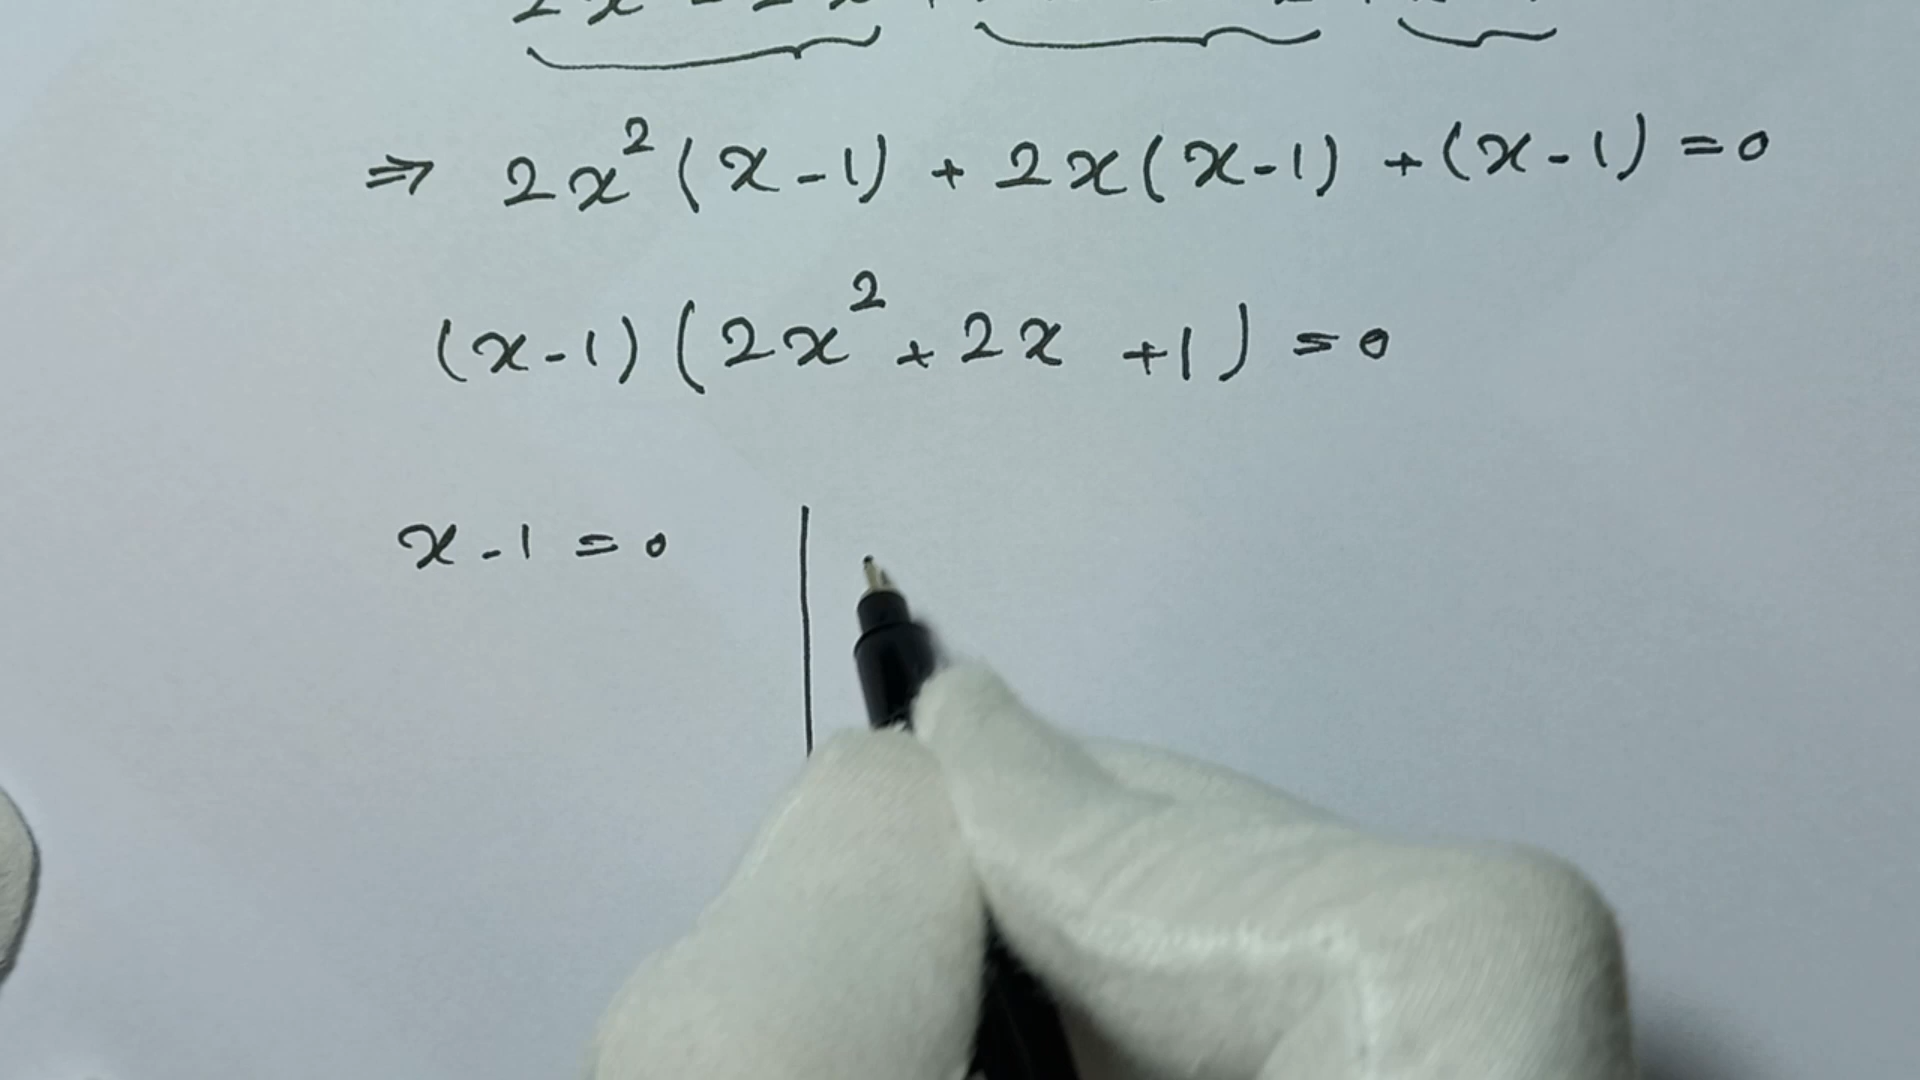 ⇒ 2x²(x-1) + 2x(x-1) + (x-1) = 0
(x-1)(2x² + 2x + 1) = 0
x-1 = 0